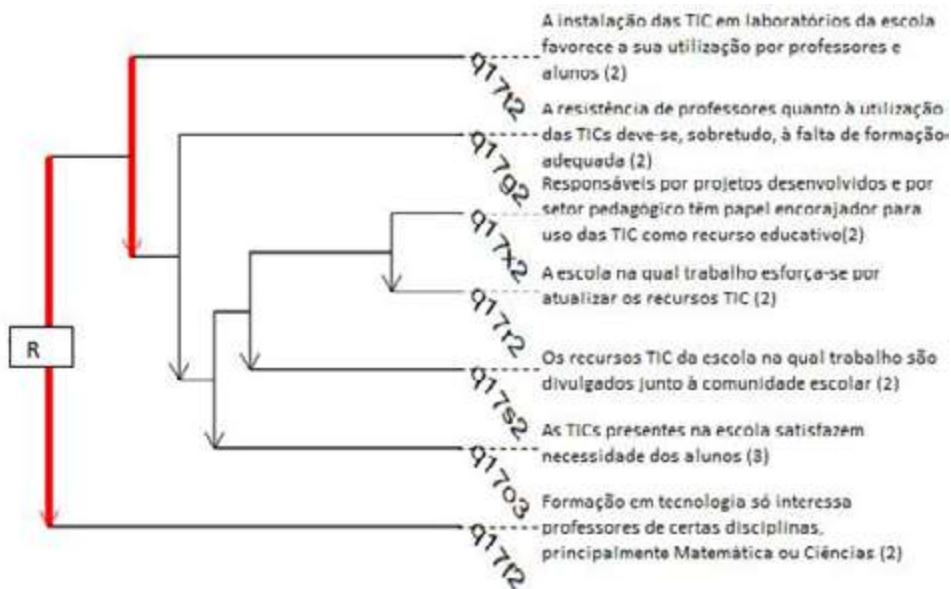 A instalação das TIC em laboratórios da escola
favorece a sua utilização por professores e
alunos (2)
q17t2
A resistência de professores quanto à utilização
das TICs deve-se, sobretudo, à falta de formação
adequada (2)
q17g2
Responsáveis por projetos desenvolvidos e por
setor pedagógico têm papel encorajador para
uso das TIC como recurso educativo(2)
q17x2
A escola na qual trabalho esforça-se por
atualizar os recursos TIC (2)
q17r2
R
Os recursos TIC da escola na qual trabalho são
divulgados junto à comunidade escolar (2)
q17s2
As TICs presentes na escola satisfazem
necessidade dos alunos (3)
q17o3
Formação em tecnologia só interessa
professores de certas disciplinas,
principalmente Matemática ou Ciências (2)
q17f2